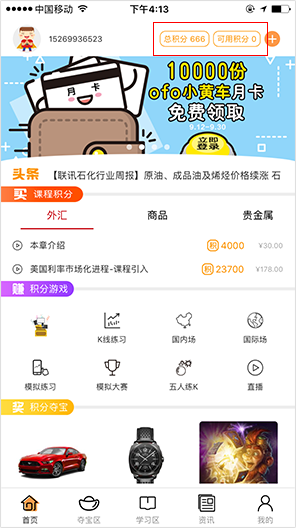 中国移动 下午4:13
15269936523 总积分 666 可用积分 0
10000份
月卡
ofo小黄车月卡
免费领取
立即登录
9.12-9.30
头条 【联讯石化行业周报】原油、成品油及烯烃价格续涨 石
买 课程积分
外汇 商品 贵金属
本章介绍 积 4000 ¥30.00
美国利率市场化进程-课程引入 积 23700 ¥178.00
赚 积分游戏
K线练习 国内场 国际场
模拟练习 模拟大赛 五人练K 直播
奖 积分夺宝
首页 夺宝区 学习区 资讯 我的